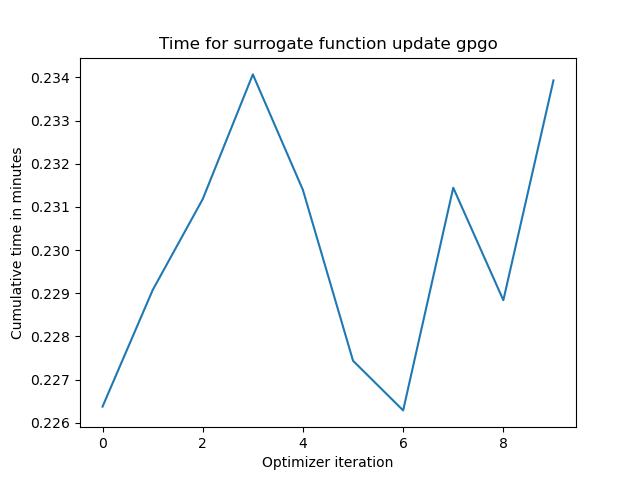 Time for surrogate function update gpgo
0.234
0.233
0.232
0.231
0.230
0.229
0.228
0.227
0.226
Cumulative time in minutes
0 2 4 6 8
Optimizer iteration